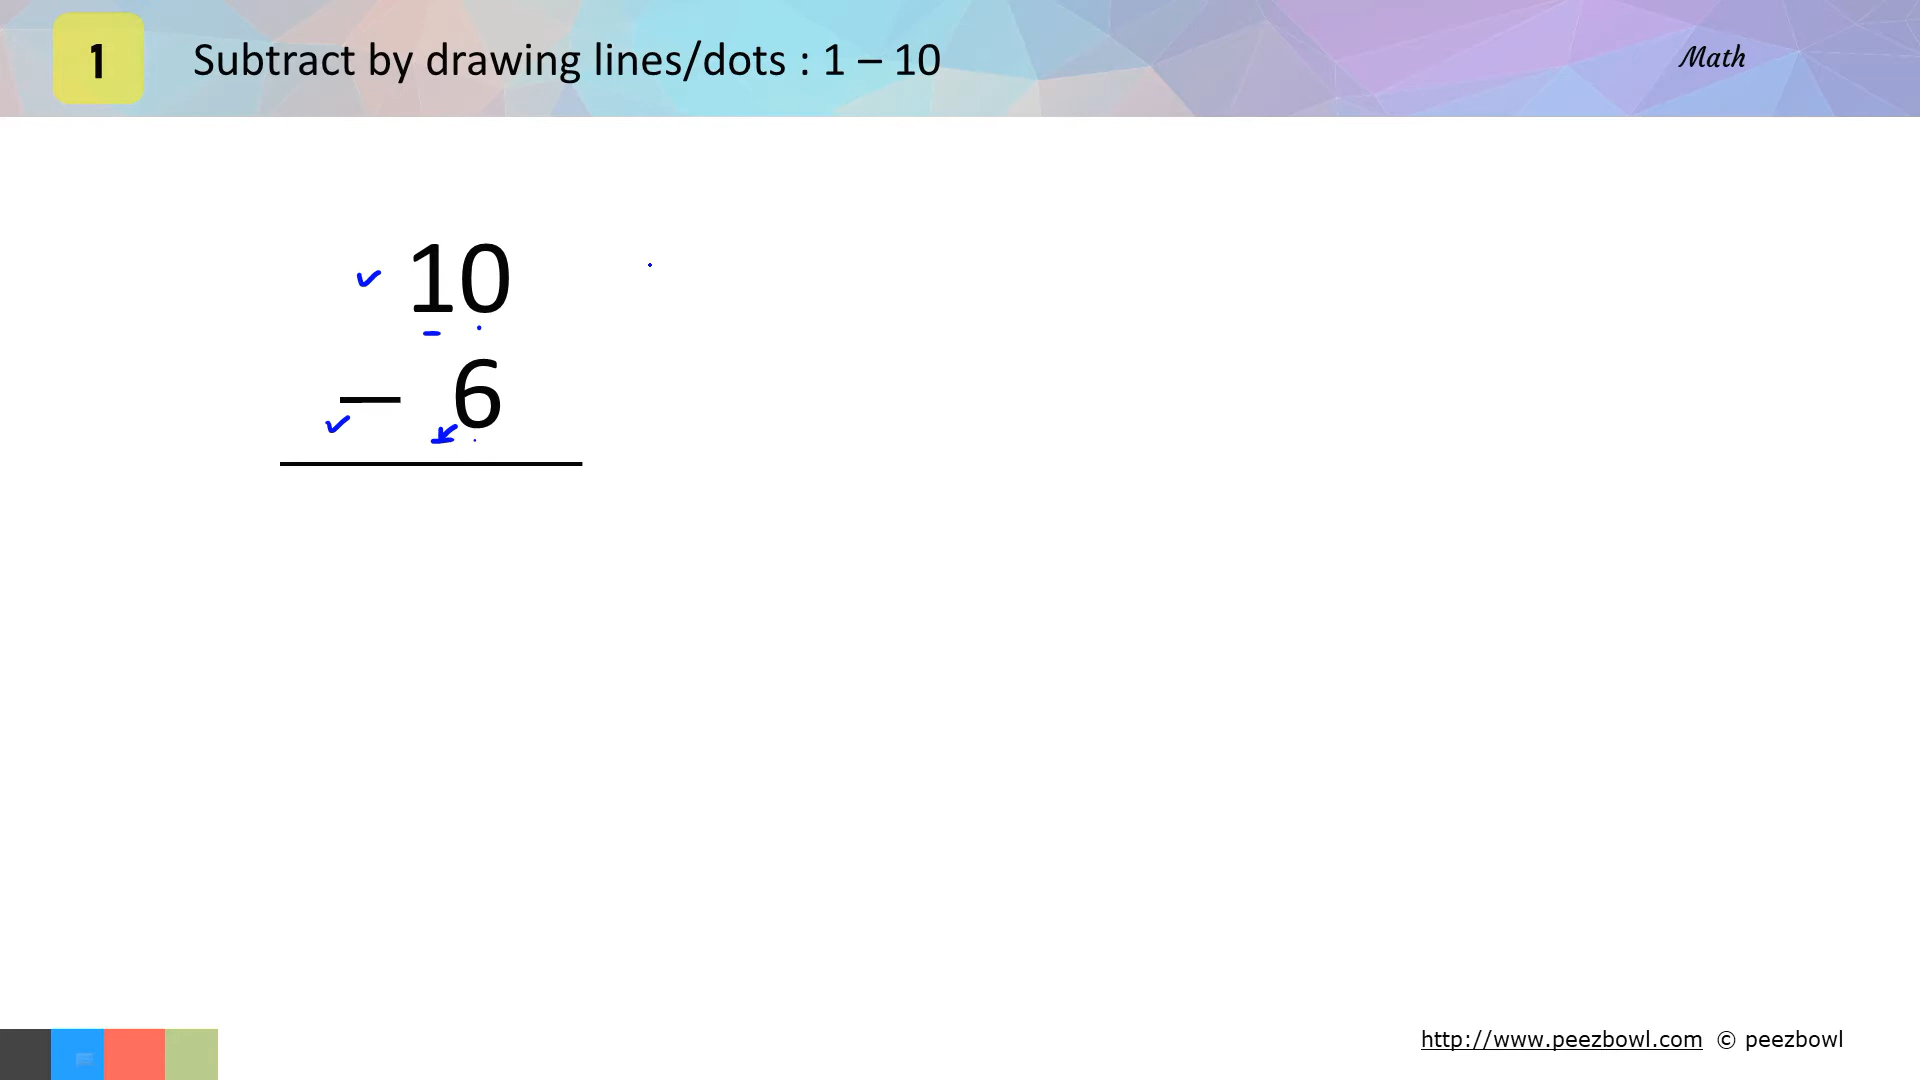 1
Subtract by drawing lines/dots : 1 – 10
Math
10
– 6
http://www.peezbowl.com © peezbowl